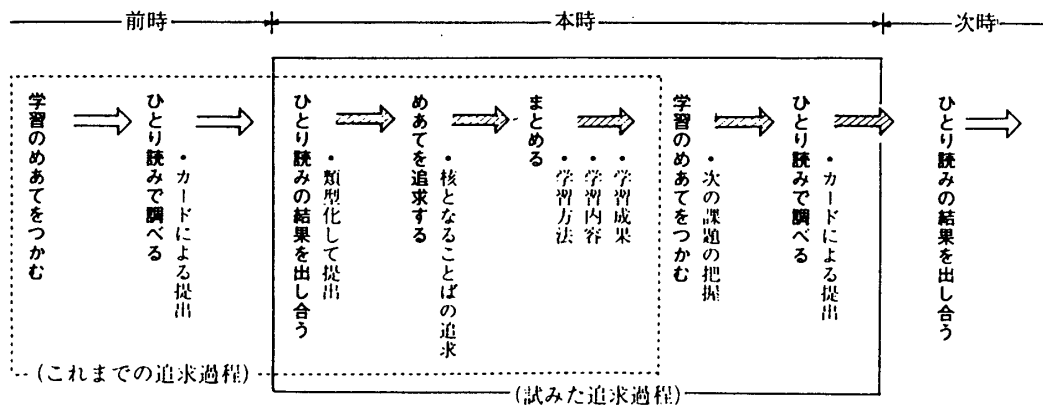 前時
本時
次時
学習のめあてをつかむ
ひとり読みで調べる
・カードによる提出
ひとり読みの結果を出し合う
・類型化して提出
めあてを追求する
・核となることばの追求
まとめる
・学習方法
・学習内容
・学習成果
学習のめあてをつかむ
・次の課題の把握
ひとり読みで調べる
・カードによる提出
ひとり読みの結果を出し合う
(これまでの追求過程)
(試みた追求過程)